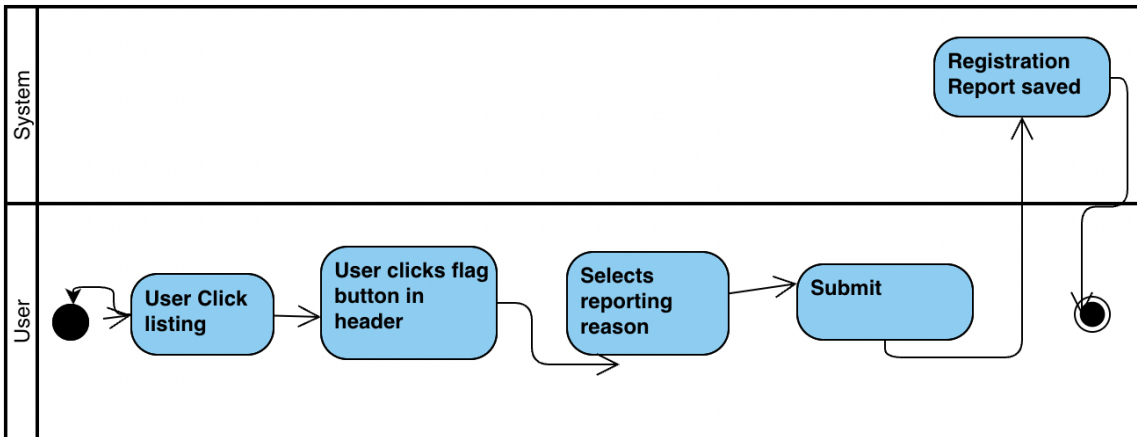 System
Registration
Report saved
User
User Click
listing
User clicks flag
button in
header
Selects
reporting
reason
Submit